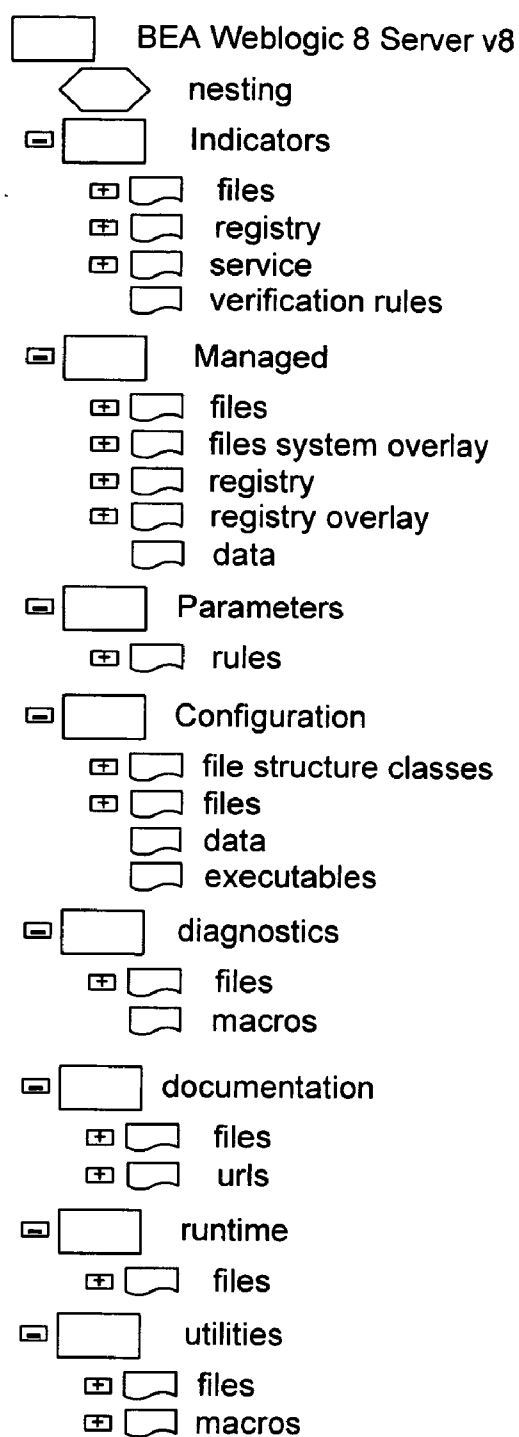 BEA Weblogic 8 Server v8
nesting
Indicators
files
registry
service
verification rules
Managed
files
files system overlay
registry
registry overlay
data
Parameters
rules
Configuration
file structure classes
files
data
executables
diagnostics
files
macros
documentation
files
urls
runtime
files
utilities
files
macros